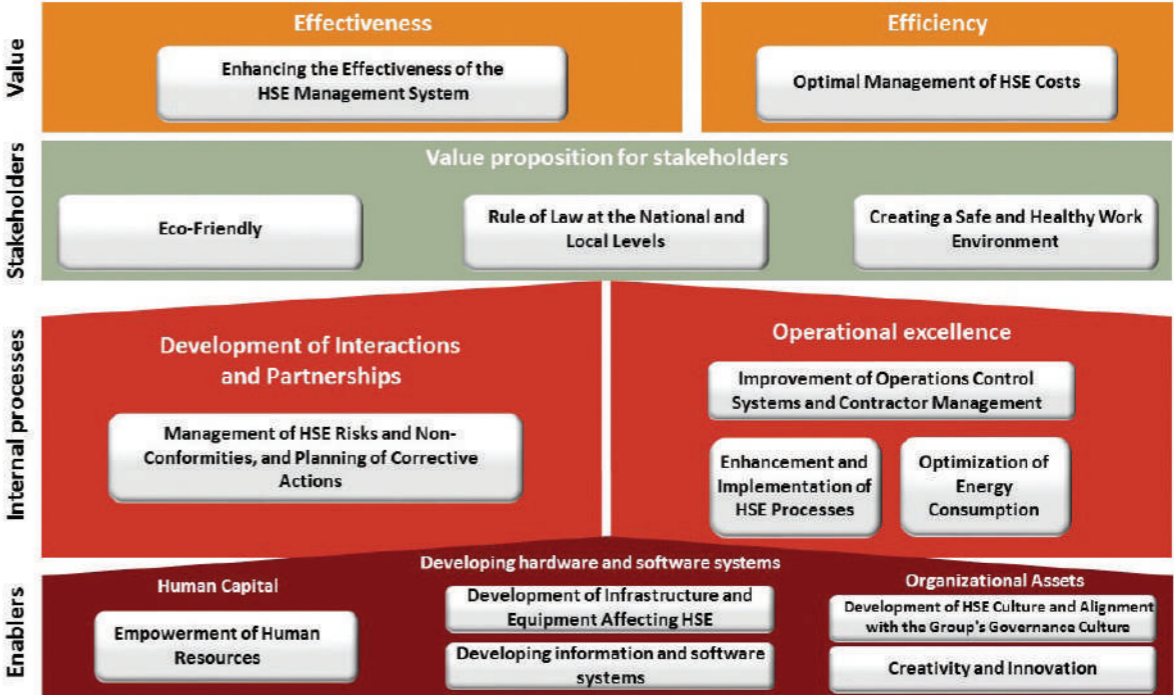 Value
Effectiveness
Enhancing the Effectiveness of the
HSE Management System
Efficiency
Optimal Management of HSE Costs
Stakeholders
Value proposition for stakeholders
Eco-Friendly
Rule of Law at the National and
Local Levels
Creating a Safe and Healthy Work
Environment
Internal processes
Development of Interactions
and Partnerships
Management of HSE Risks and Non-
Conformities, and Planning of Corrective
Actions
Operational excellence
Improvement of Operations Control
Systems and Contractor Management
Enhancement and
Implementation of
HSE Processes
Optimization of
Energy
Consumption
Enablers
Human Capital
Empowerment of Human
Resources
Developing hardware and software systems
Development of Infrastructure and
Equipment Affecting HSE
Developing information and software
systems
Organizational Assets
Development of HSE Culture and Alignment
with the Group's Governance Culture
Creativity and Innovation